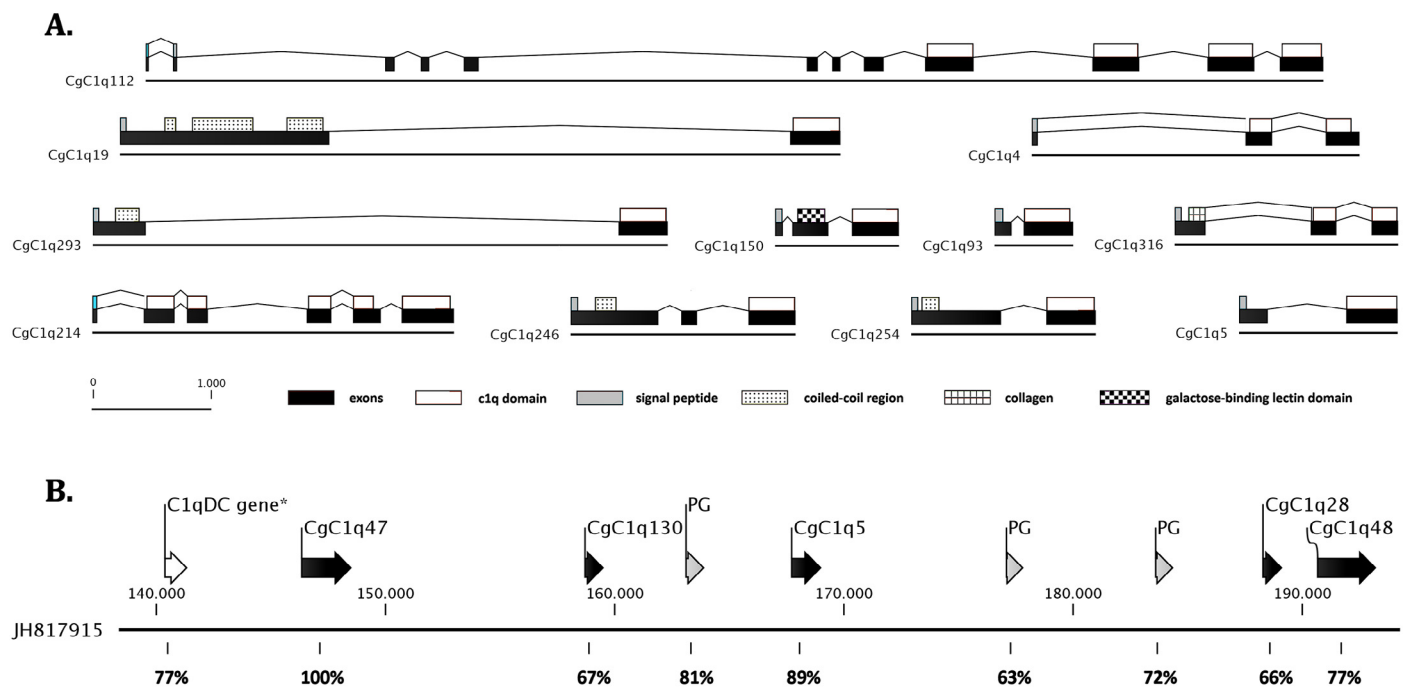 A.
CgC1q112
CgC1q19
CgC1q4
CgC1q293
CgC1q150
CgC1q93
CgC1q316
CgC1q214
CgC1q246
CgC1q254
CgC1q5
0 1.000
exons c1q domain signal peptide coiled-coil region collagen galactose-binding lectin domain
B.
C1qDC gene* PG CgC1q28
CgC1q47 CgC1q130 CgC1q5 PG PG CgC1q48
140.000 150.000 160.000 170.000 180.000 190.000
JH817915
77% 100% 67% 81% 89% 63% 72% 66% 77%